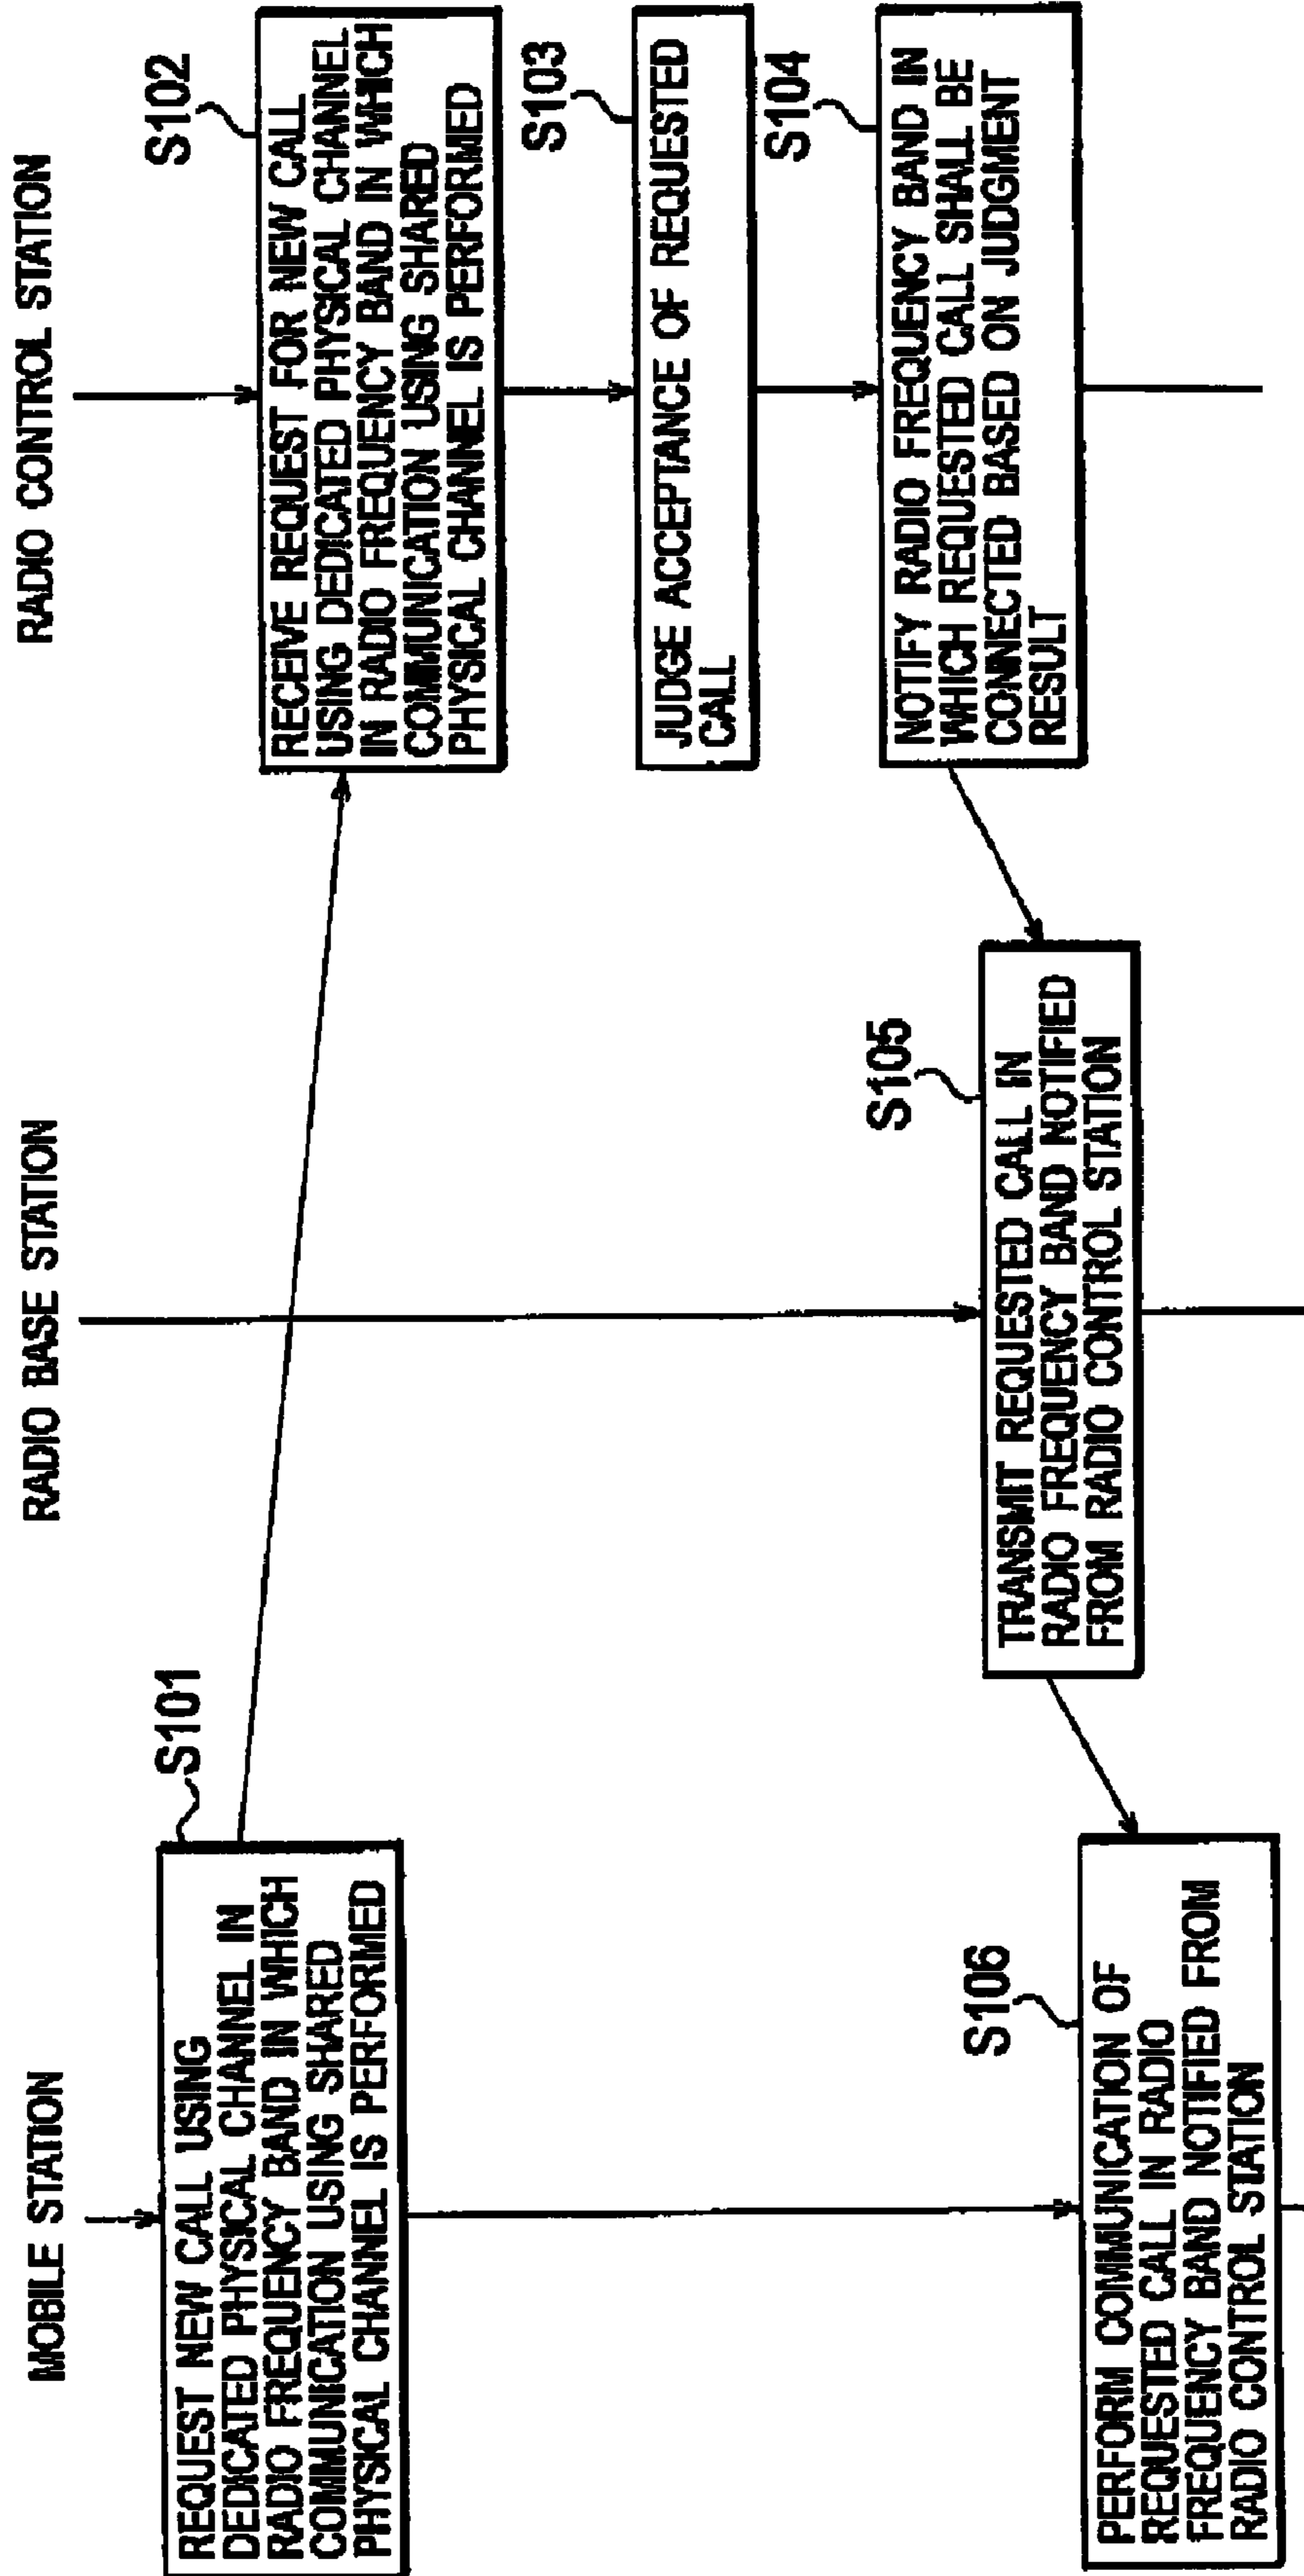 MOBILE STATION
RADIO BASE STATION
RADIO CONTROL STATION
S101
REQUEST NEW CALL USING
DEDICATED PHYSICAL CHANNEL IN
RADIO FREQUENCY BAND IN WHICH
COMMUNICATION USING SHARED
PHYSICAL CHANNEL IS PERFORMED
S102
RECEIVE REQUEST FOR NEW CALL
USING DEDICATED PHYSICAL CHANNEL
IN RADIO FREQUENCY BAND IN WHICH
COMMUNICATION USING SHARED
PHYSICAL CHANNEL IS PERFORMED
S103
JUDGE ACCEPTANCE OF REQUESTED
CALL
S104
NOTIFY RADIO FREQUENCY BAND IN
WHICH REQUESTED CALL SHALL BE
CONNECTED BASED ON JUDGMENT
RESULT
S105
TRANSMIT REQUESTED CALL IN
RADIO FREQUENCY BAND NOTIFIED
FROM RADIO CONTROL STATION
S106
PERFORM COMMUNICATION OF
REQUESTED CALL IN RADIO
FREQUENCY BAND NOTIFIED FROM
RADIO CONTROL STATION